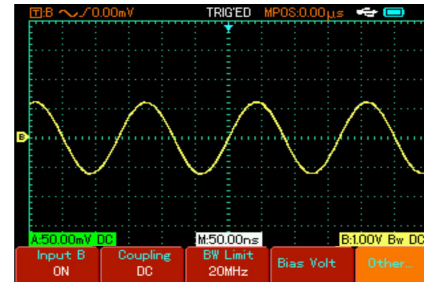 T:B 0.00mV TRIG'ED MPOS:0.00μs
B
A:50.00mV DC M:50.00ns B:1.00V Bw DC
Input B Coupling BW Limit Bias Volt Other...
ON DC 20MHz